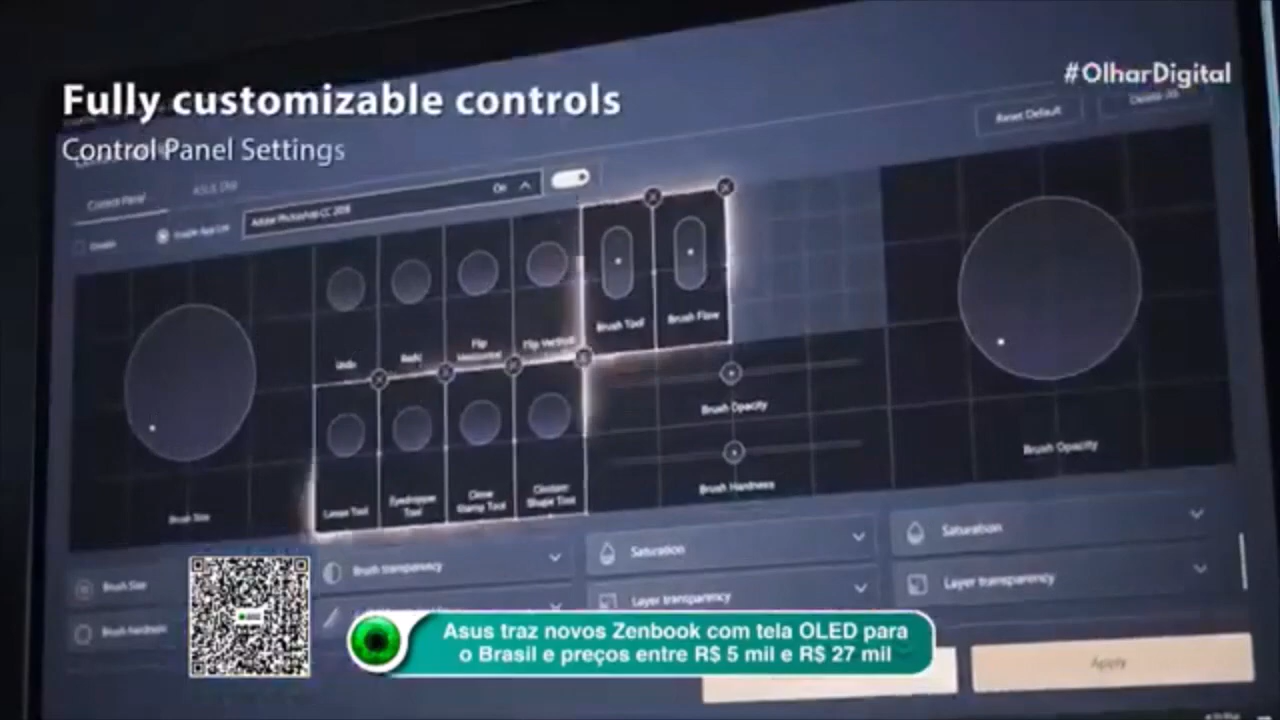 Fully customizable controls
#OlharDigital
Control Panel Settings
Reset Default
Control Panel
On
Adobe Photoshop CC 2019
Undo
Redo
Flip
Horizontal
Flip Vertical
Brush Tool
Brush Flow
Brush Opacity
Brush Hardness
Brush Opacity
Brush Size
Lasso Tool
Eyedropper
Tool
Clone
Stamp Tool
Custom
Shape Tool
Brush Size
Brush transparency
Saturation
Saturation
Brush hardness
Layer transparency
Layer transparency
Asus traz novos Zenbook com tela OLED para
o Brasil e preços entre R$ 5 mil e R$ 27 mil
Apply